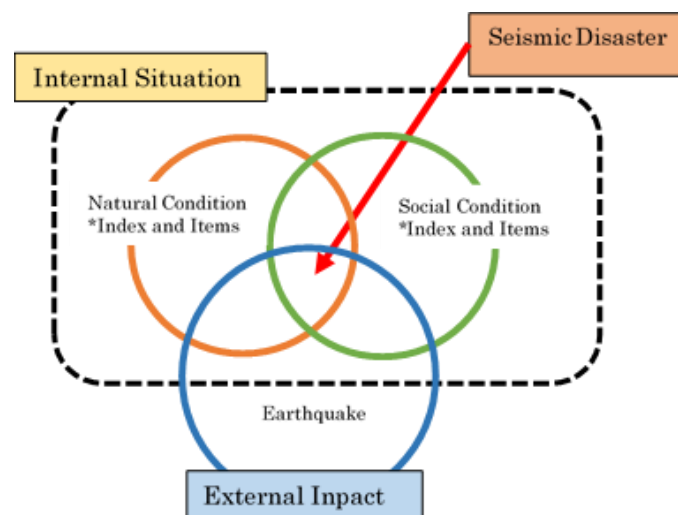 Seismic Disaster
Internal Situation
Natural Condition
*Index and Items
Social Condition
*Index and Items
Earthquake
External Inpact